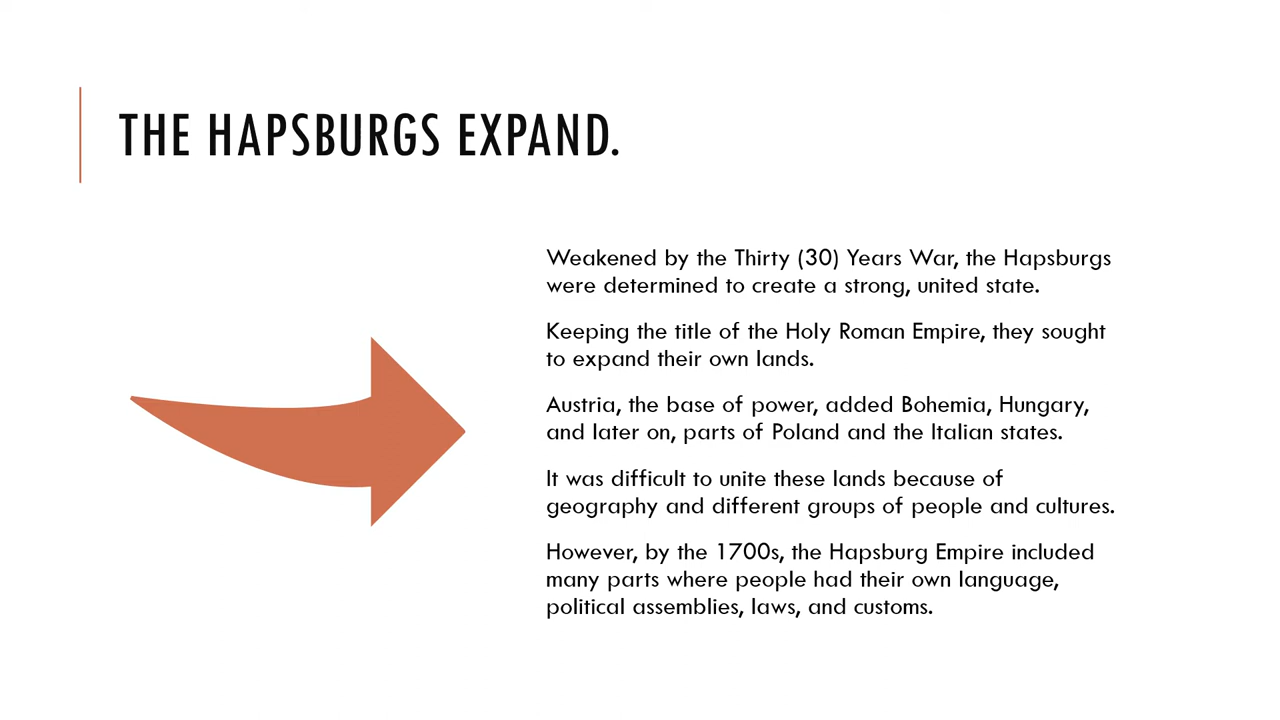 THE HAPSBURGS EXPAND.
Weakened by the Thirty (30) Years War, the Hapsburgs
were determined to create a strong, united state.
Keeping the title of the Holy Roman Empire, they sought
to expand their own lands.
Austria, the base of power, added Bohemia, Hungary,
and later on, parts of Poland and the Italian states.
It was difficult to unite these lands because of
geography and different groups of people and cultures.
However, by the 1700s, the Hapsburg Empire included
many parts where people had their own language,
political assemblies, laws, and customs.